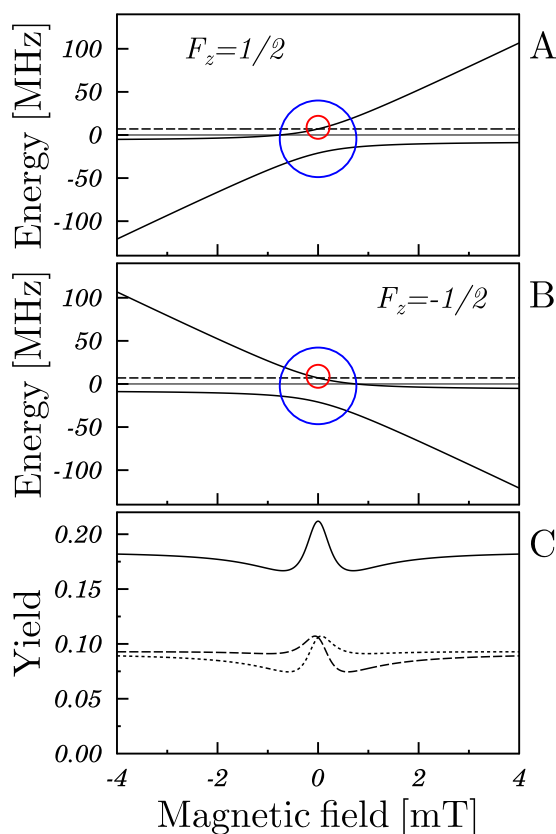 A
F_z=1/2
Energy [MHz]
100
50
0
-50
-100
B
F_z=-1/2
Energy [MHz]
100
50
0
-50
-100
C
Yield
0.20
0.15
0.10
0.05
0.00
-4 -2 0 2 4
Magnetic field [mT]